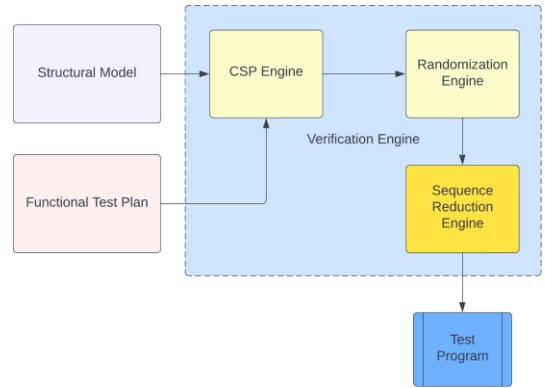 Structural Model
CSP Engine
Randomization
Engine
Verification Engine
Functional Test Plan
Sequence
Reduction
Engine
Test
Program